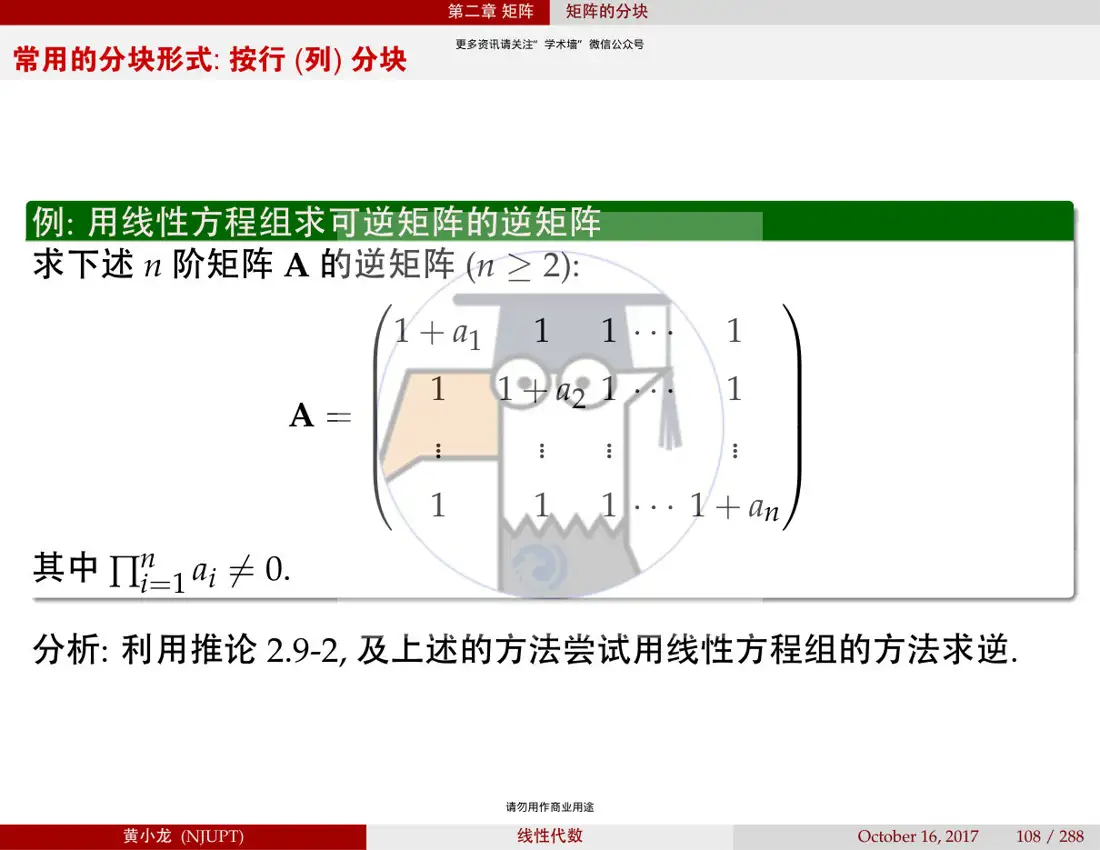 第二章 矩阵 矩阵的分块
更多资讯请关注“学术墙”微信公众号
常用的分块形式: 按行 (列) 分块
例: 用线性方程组求可逆矩阵的逆矩阵
求下述 n 阶矩阵 A 的逆矩阵 (n ≥ 2):
1 + a₁ 1 1 ⋯ 1
1 1 + a₂ 1 ⋯ 1
A =
⋮ ⋮ ⋮ ⋮
1 1 1 ⋯ 1 + aₙ
其中 ∏ⁿᵢ₌₁ aᵢ ≠ 0.
分析: 利用推论 2.9-2, 及上述的方法尝试用线性方程组的方法求逆.
请勿用作商业用途
黄小龙 (NJUPT) 线性代数 October 16, 2017 108 / 288